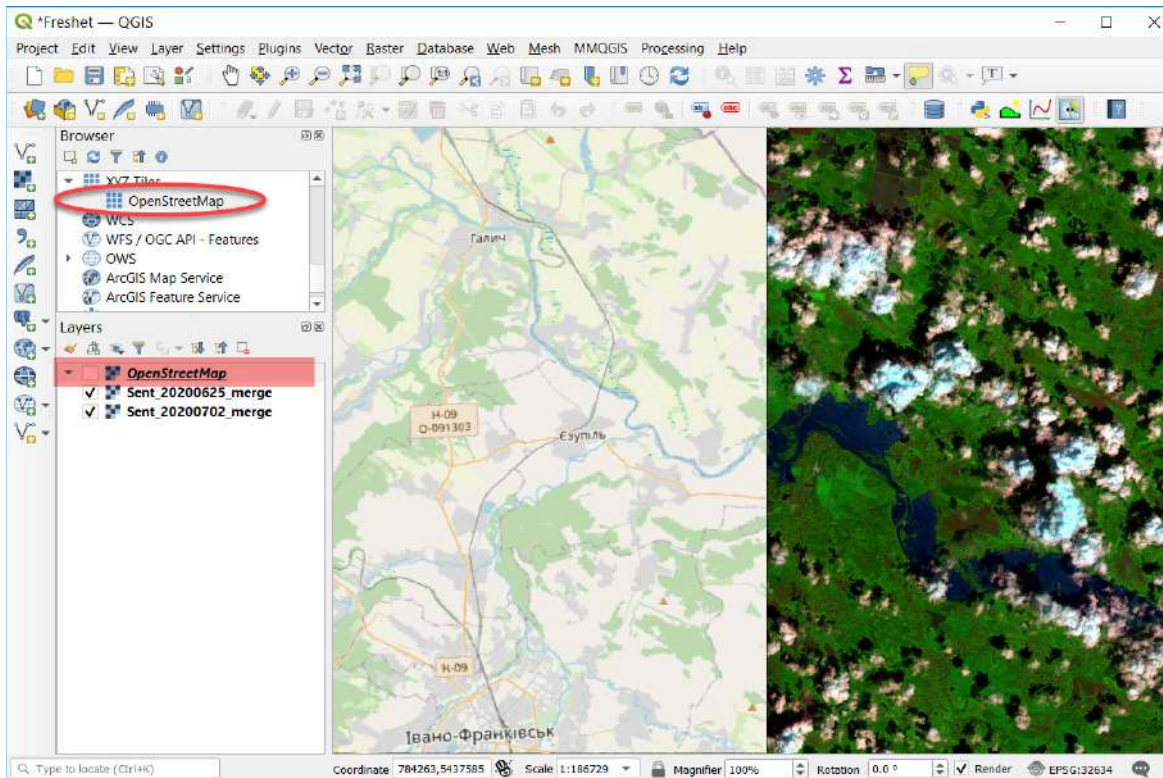 *Freshet — QGIS
Project Edit View Layer Settings Plugins Vector Raster Database Web Mesh MMQGIS Processing Help
Browser
XYZ Tiles
OpenStreetMap
WCS
WFS / OGC API - Features
OWS
ArcGIS Map Service
ArcGIS Feature Service
Layers
OpenStreetMap
Sent_20200625_merge
Sent_20200702_merge
Галич
Н-09
О-091303
Єзупіль
Н-09
Івано-Франківськ
Type to locate (Ctrl+K)
Coordinate 784263,5437585 Scale 1:186729 Magnifier 100% Rotation 0.0 ° Render EPSG:32634